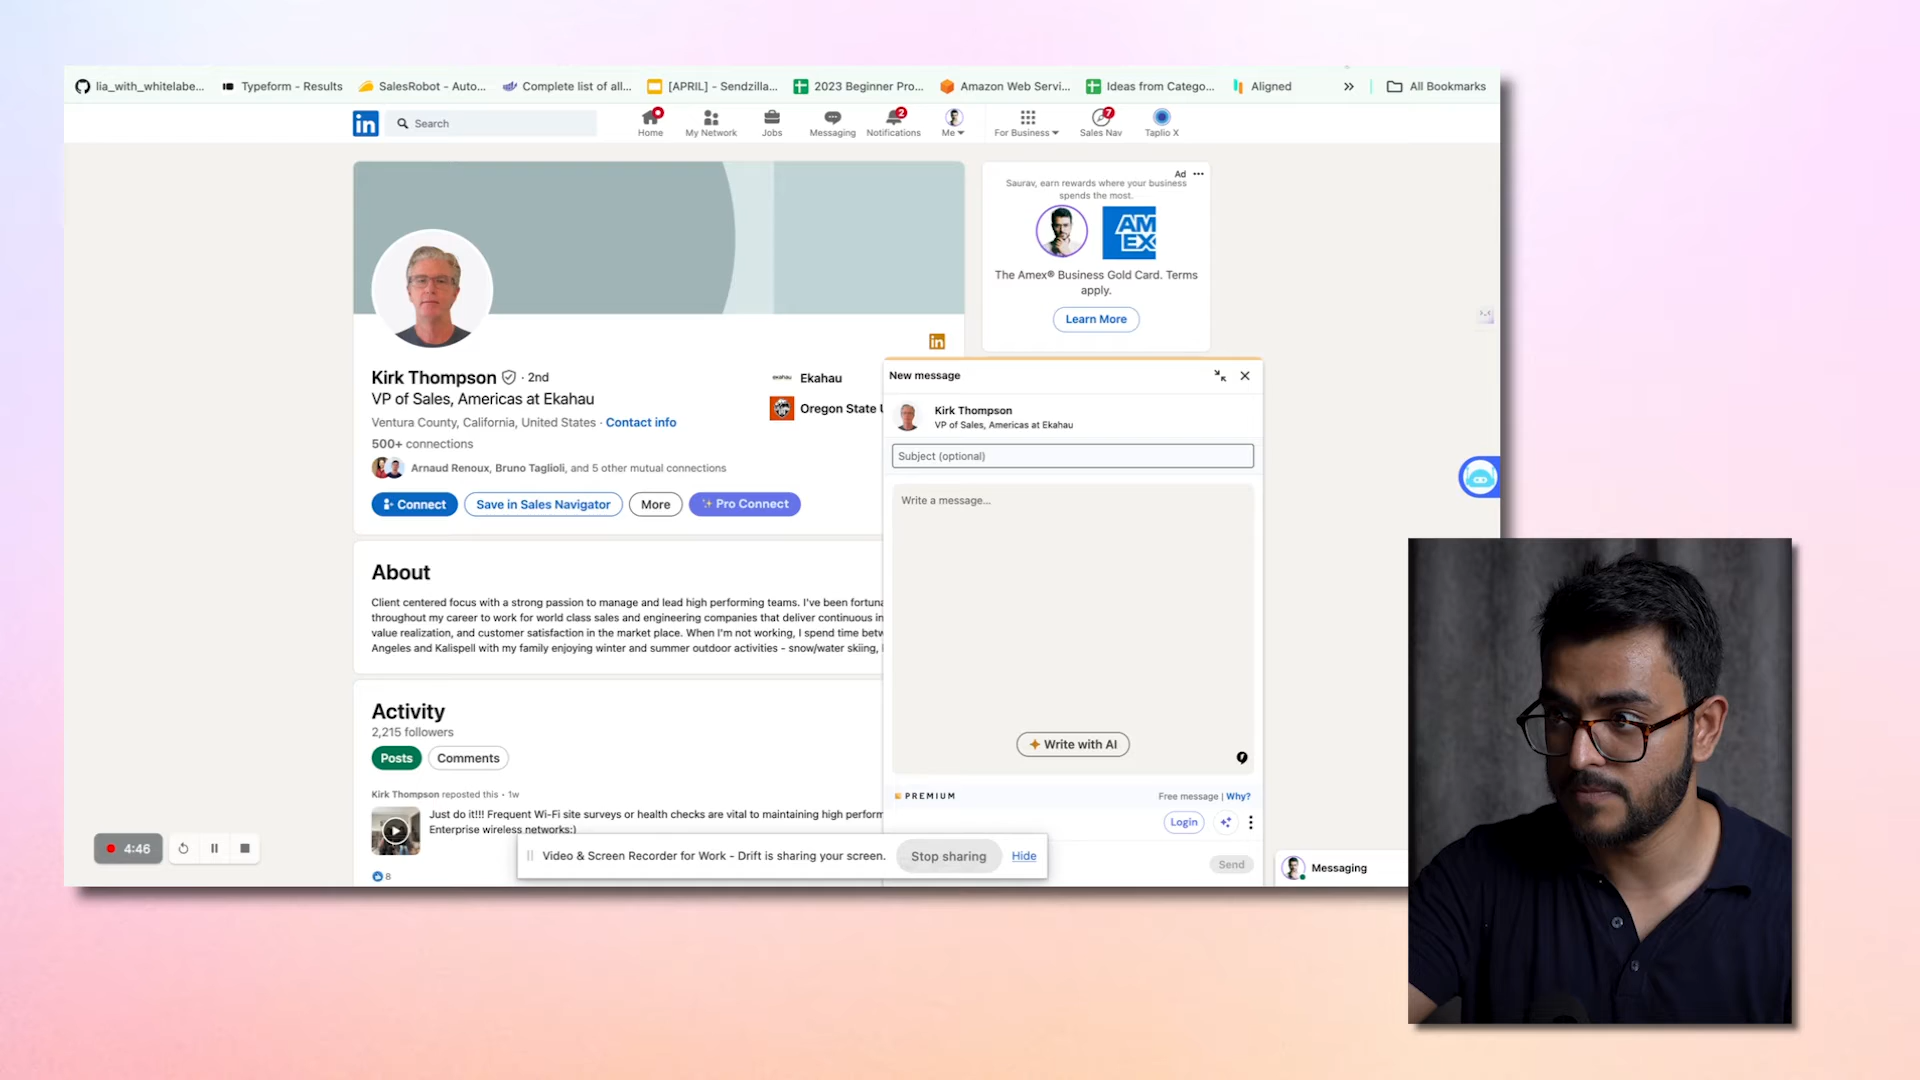 lia_with_whitelabe...
Typeform - Results
SalesRobot - Auto...
Complete list of all...
[APRIL] - Sendzilla...
2023 Beginner Pro...
Amazon Web Servi...
Ideas from Catego...
Aligned
All Bookmarks
in
Search
Home
My Network
Jobs
Messaging
2
Notifications
Me
For Business
7
Sales Nav
Taplio X
Ad
Saurav, earn rewards where your business
spends the most.
AM
EX
The Amex® Business Gold Card. Terms
apply.
Learn More
in
Kirk Thompson · 2nd
VP of Sales, Americas at Ekahau
Ventura County, California, United States · Contact info
500+ connections
Arnaud Renoux, Bruno Taglioli, and 5 other mutual connections
Connect
Save in Sales Navigator
More
Pro Connect
Ekahau
Oregon State
About
Client centered focus with a strong passion to manage and lead high performing teams. I've been fortuna
throughout my career to work for world class sales and engineering companies that deliver continuous in
value realization, and customer satisfaction in the market place. When I'm not working, I spend time betw
Angeles and Kalispell with my family enjoying winter and summer outdoor activities - snow/water skiing,
Activity
2,215 followers
Posts
Comments
Kirk Thompson reposted this · 1w
Just do it!!! Frequent Wi-Fi site surveys or health checks are vital to maintaining high perform
Enterprise wireless networks:)
8
New message
Kirk Thompson
VP of Sales, Americas at Ekahau
Subject (optional)
Write a message...
Write with AI
PREMIUM
Free message | Why?
Login
Send
Messaging
4:46
Video & Screen Recorder for Work - Drift is sharing your screen.
Stop sharing
Hide